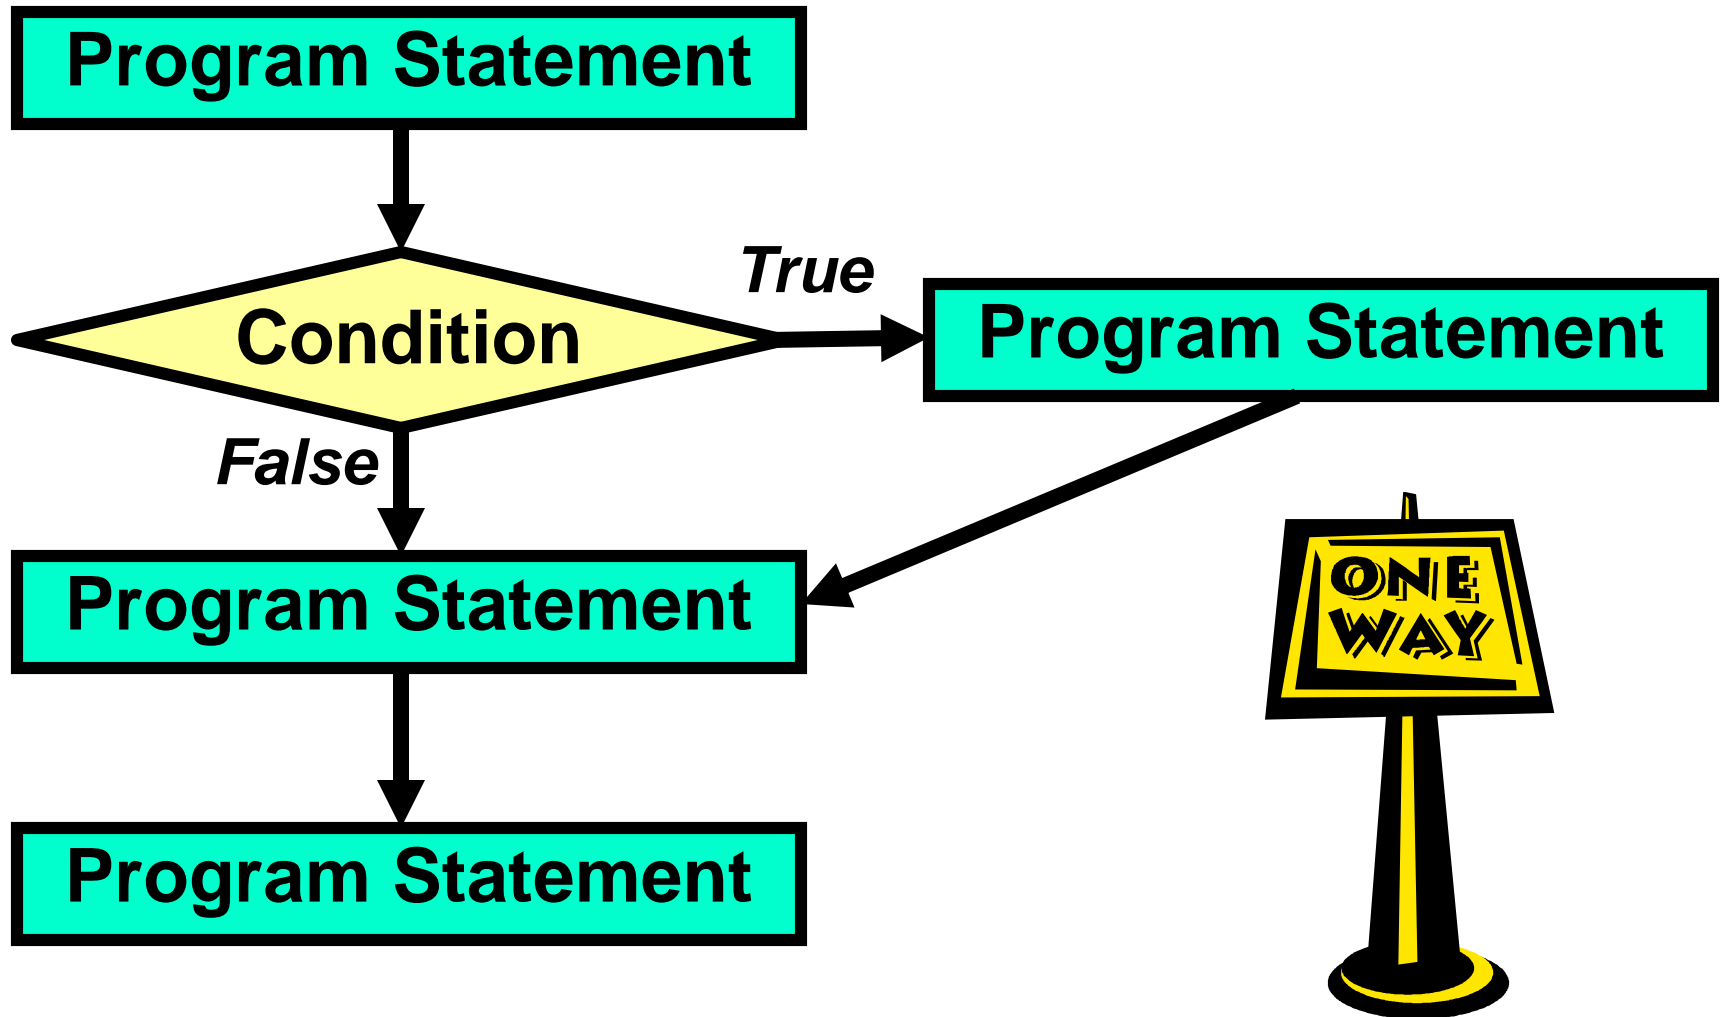 Program Statement
Condition
True
Program Statement
False
Program Statement
Program Statement
ONE
WAY